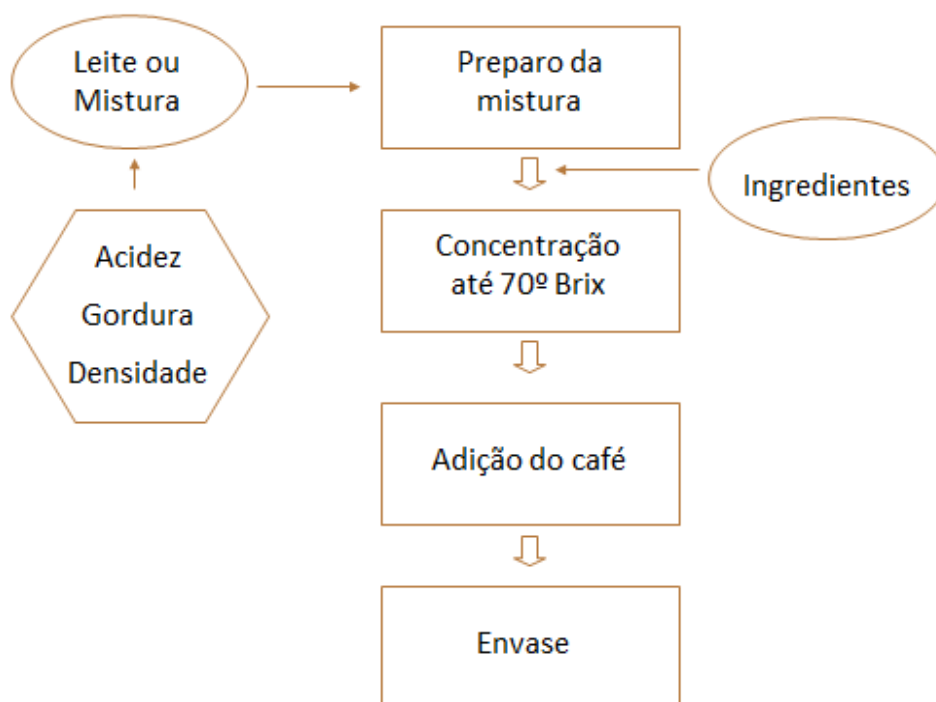 Leite ou
Mistura
Preparo da
mistura
Ingredientes
Acidez
Gordura
Densidade
Concentração
até 70º Brix
Adição do café
Envase